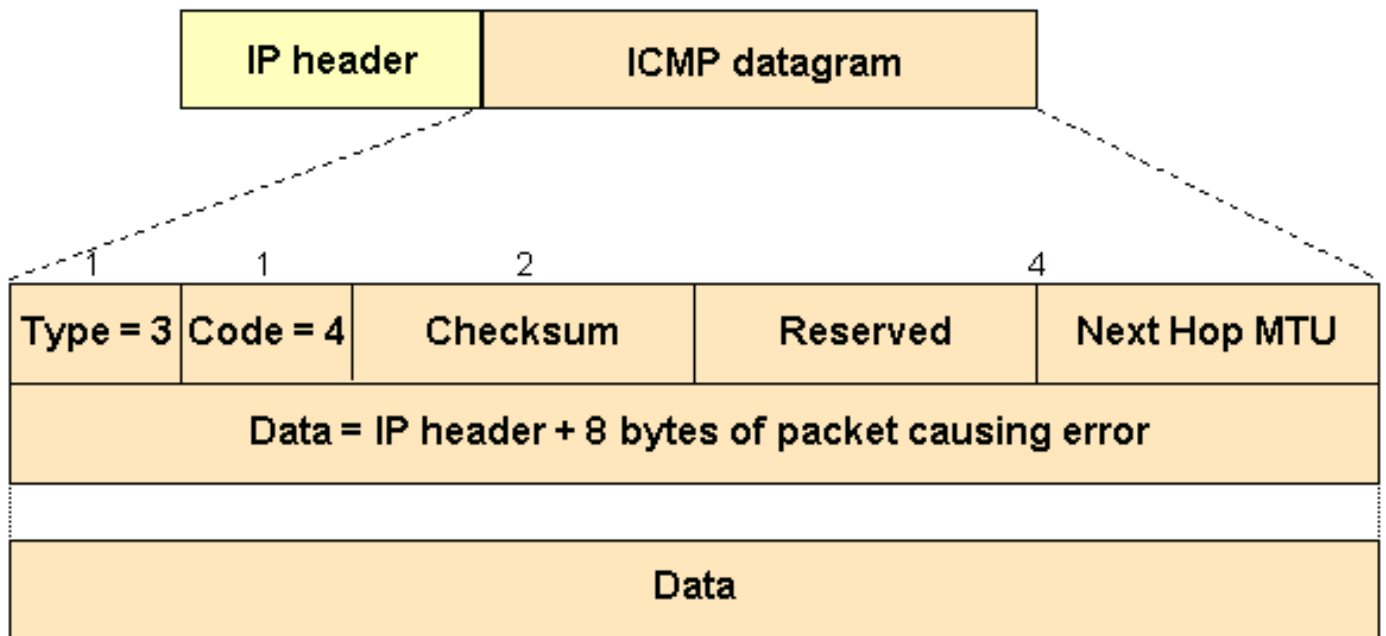 IP header ICMP datagram
1 1 2 4
Type = 3 Code = 4 Checksum Reserved Next Hop MTU
Data = IP header + 8 bytes of packet causing error
Data